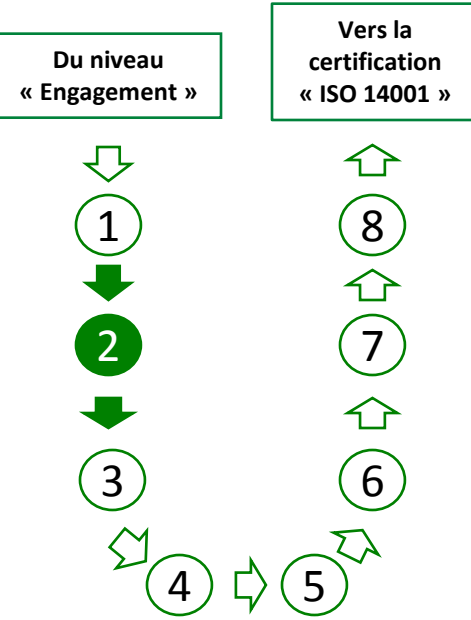 Du niveau
« Engagement »
Vers la
certification
« ISO 14001 »
1
2
3
4
5
6
7
8